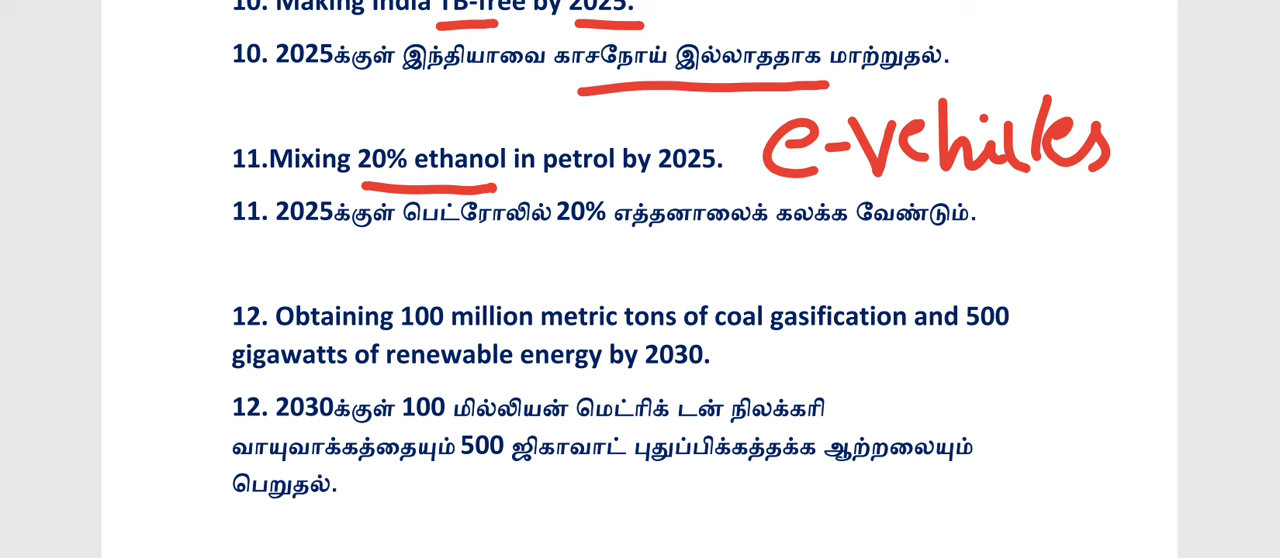 10. Making India TB-free by 2025.
10. 2025க்குள் இந்தியாவை காசநோய் இல்லாததாக மாற்றுதல்.
e-vehicles
11.Mixing 20% ethanol in petrol by 2025.
11. 2025க்குள் பெட்ரோலில் 20% எத்தனாலைக் கலக்க வேண்டும்.
12. Obtaining 100 million metric tons of coal gasification and 500
gigawatts of renewable energy by 2030.
12. 2030க்குள் 100 மில்லியன் மெட்ரிக் டன் நிலக்கரி
வாயுவாக்கத்தையும் 500 ஜிகாவாட் புதுப்பிக்கத்தக்க ஆற்றலையும்
பெறுதல்.